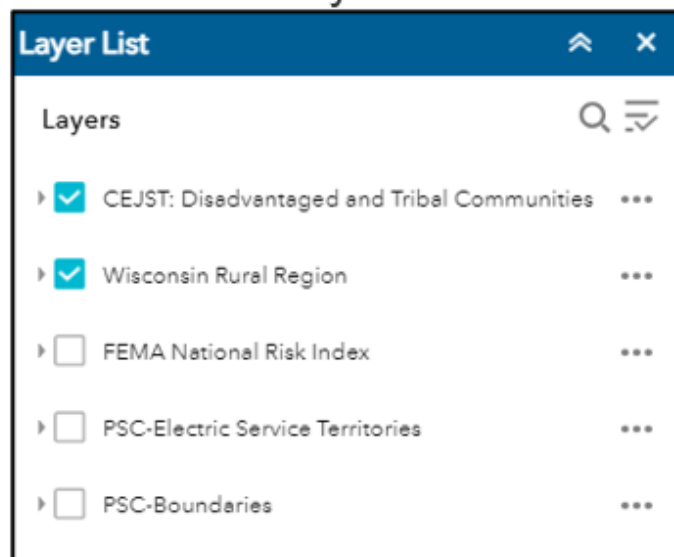 Layer List
Layers
CEJST: Disadvantaged and Tribal Communities
Wisconsin Rural Region
FEMA National Risk Index
PSC-Electric Service Territories
PSC-Boundaries